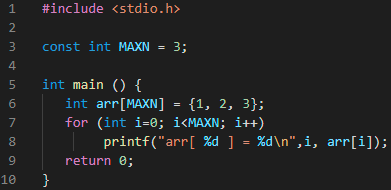 1 #include <stdio.h>
2
3 const int MAXN = 3;
4
5 int main () {
6 int arr[MAXN] = {1, 2, 3};
7 for (int i=0; i<MAXN; i++)
8 printf("arr[ %d ] = %d\n",i, arr[i]);
9 return 0;
10 }